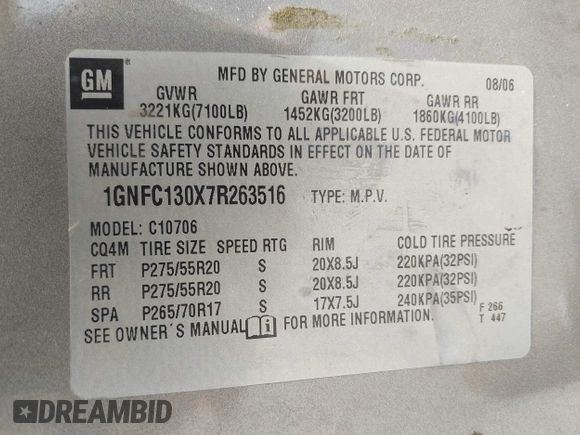 GM
MFD BY GENERAL MOTORS CORP. 08/06
GVWR GAWR FRT GAWR RR
3221KG(7100LB) 1452KG(3200LB) 1860KG(4100LB)
THIS VEHICLE CONFORMS TO ALL APPLICABLE U.S. FEDERAL MOTOR
VEHICLE SAFETY STANDARDS IN EFFECT ON THE DATE OF
MANUFACTURE SHOWN ABOVE.
1GNFC130X7R263516 TYPE: M.P.V.
MODEL: C10706
CQ4M TIRE SIZE SPEED RTG RIM COLD TIRE PRESSURE
FRT P275/55R20 S 20X8.5J 220KPA(32PSI)
RR P275/55R20 S 20X8.5J 220KPA(32PSI)
SPA P265/70R17 S 17X7.5J 240KPA(35PSI)
F 266
SEE OWNER´S MANUAL i FOR MORE INFORMATION. T 447
DREAMBID